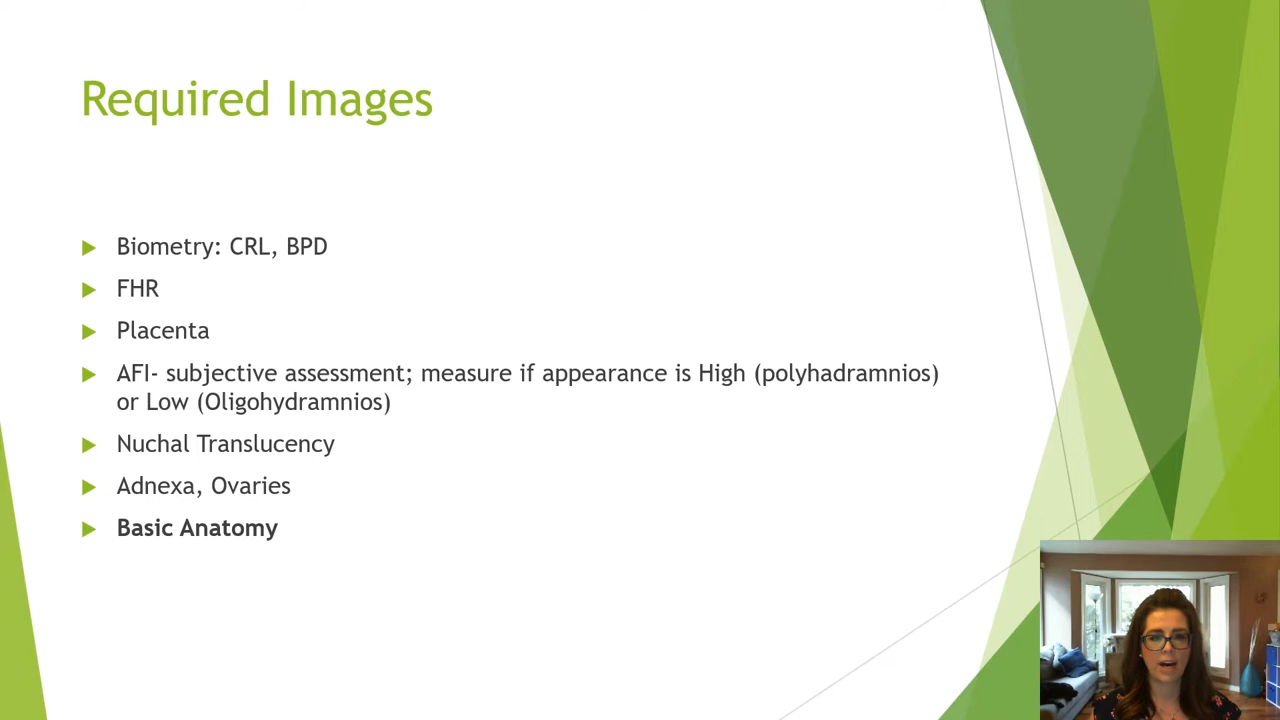 Required Images
Biometry: CRL, BPD
FHR
Placenta
AFI- subjective assessment; measure if appearance is High (polyhadramnios)
or Low (Oligohydramnios)
Nuchal Translucency
Adnexa, Ovaries
Basic Anatomy